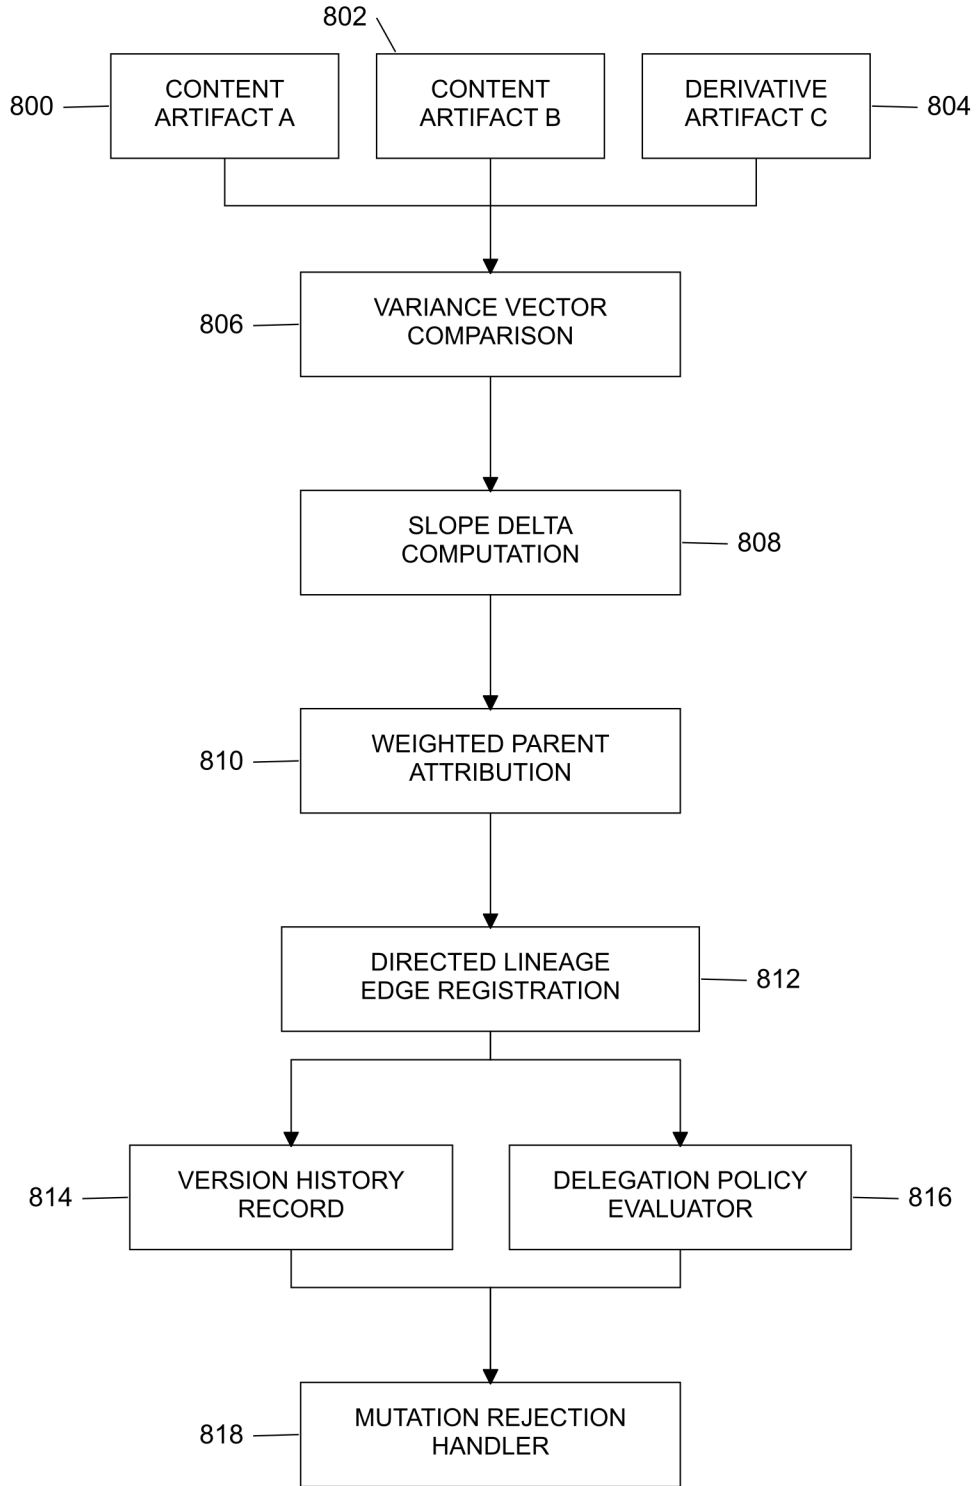 802
800
CONTENT
ARTIFACT A
CONTENT
ARTIFACT B
DERIVATIVE
ARTIFACT C
804
806
VARIANCE VECTOR
COMPARISON
SLOPE DELTA
COMPUTATION
808
810
WEIGHTED PARENT
ATTRIBUTION
DIRECTED LINEAGE
EDGE REGISTRATION
812
814
VERSION HISTORY
RECORD
DELEGATION POLICY
EVALUATOR
816
818
MUTATION REJECTION
HANDLER